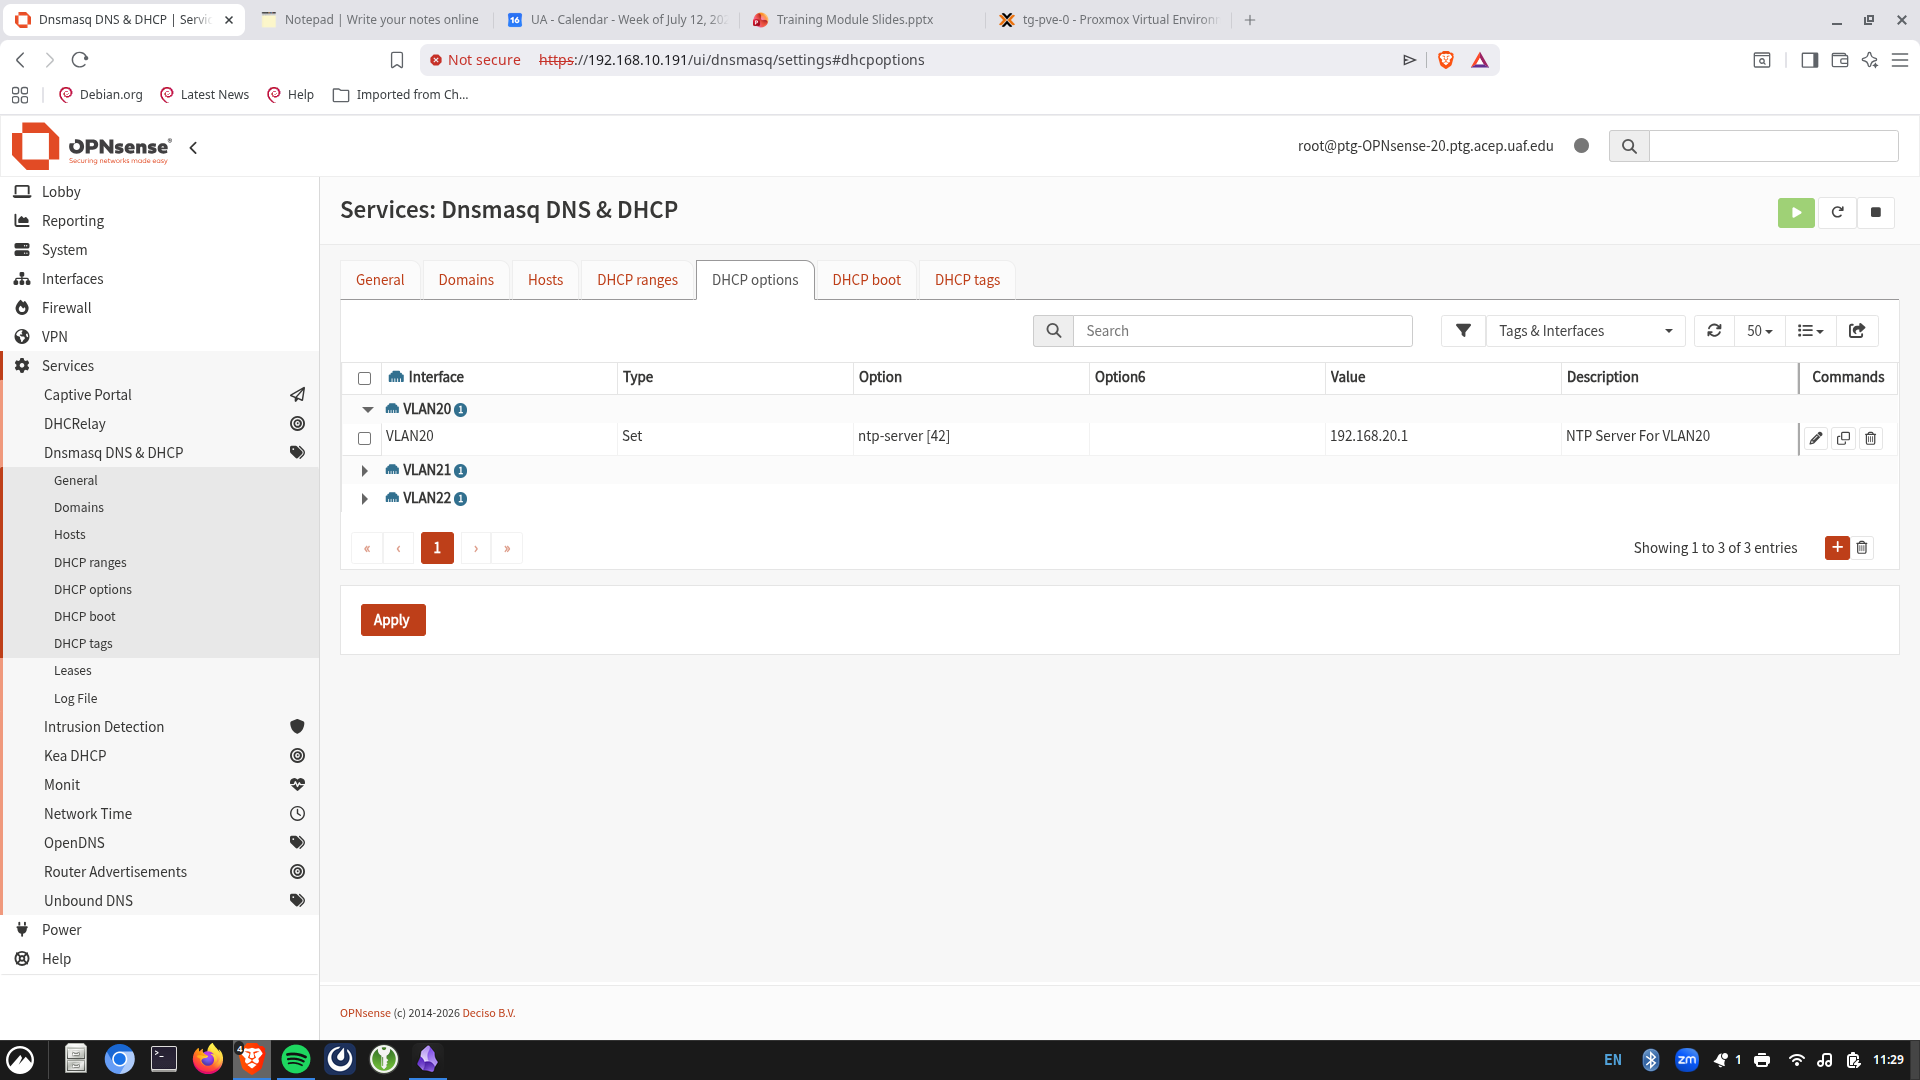 Dnsmasq DNS & DHCP | Servi
Notepad | Write your notes online
UA - Calendar - Week of July 12, 202
Training Module Slides.pptx
tg-pve-0 - Proxmox Virtual Environm
Not secure
https://192.168.10.191/ui/dnsmasq/settings#dhcpoptions
Debian.org
Latest News
Help
Imported from Ch...
OPNsense®
Securing networks made easy
root@ptg-OPNsense-20.ptg.acep.uaf.edu
Lobby
Reporting
System
Interfaces
Firewall
VPN
Services
Captive Portal
DHCRelay
Dnsmasq DNS & DHCP
General
Domains
Hosts
DHCP ranges
DHCP options
DHCP boot
DHCP tags
Leases
Log File
Intrusion Detection
Kea DHCP
Monit
Network Time
OpenDNS
Router Advertisements
Unbound DNS
Power
Help
Services: Dnsmasq DNS & DHCP
General
Domains
Hosts
DHCP ranges
DHCP options
DHCP boot
DHCP tags
Search
Tags & Interfaces
50
Interface Type Option Option6 Value Description Commands
VLAN20 1
VLAN20 Set ntp-server [42] 192.168.20.1 NTP Server For VLAN20
VLAN21 1
VLAN22 1
« ‹ 1 › »
Showing 1 to 3 of 3 entries
Apply
OPNsense (c) 2014-2026 Deciso B.V.
4
EN
zm
1
11:29